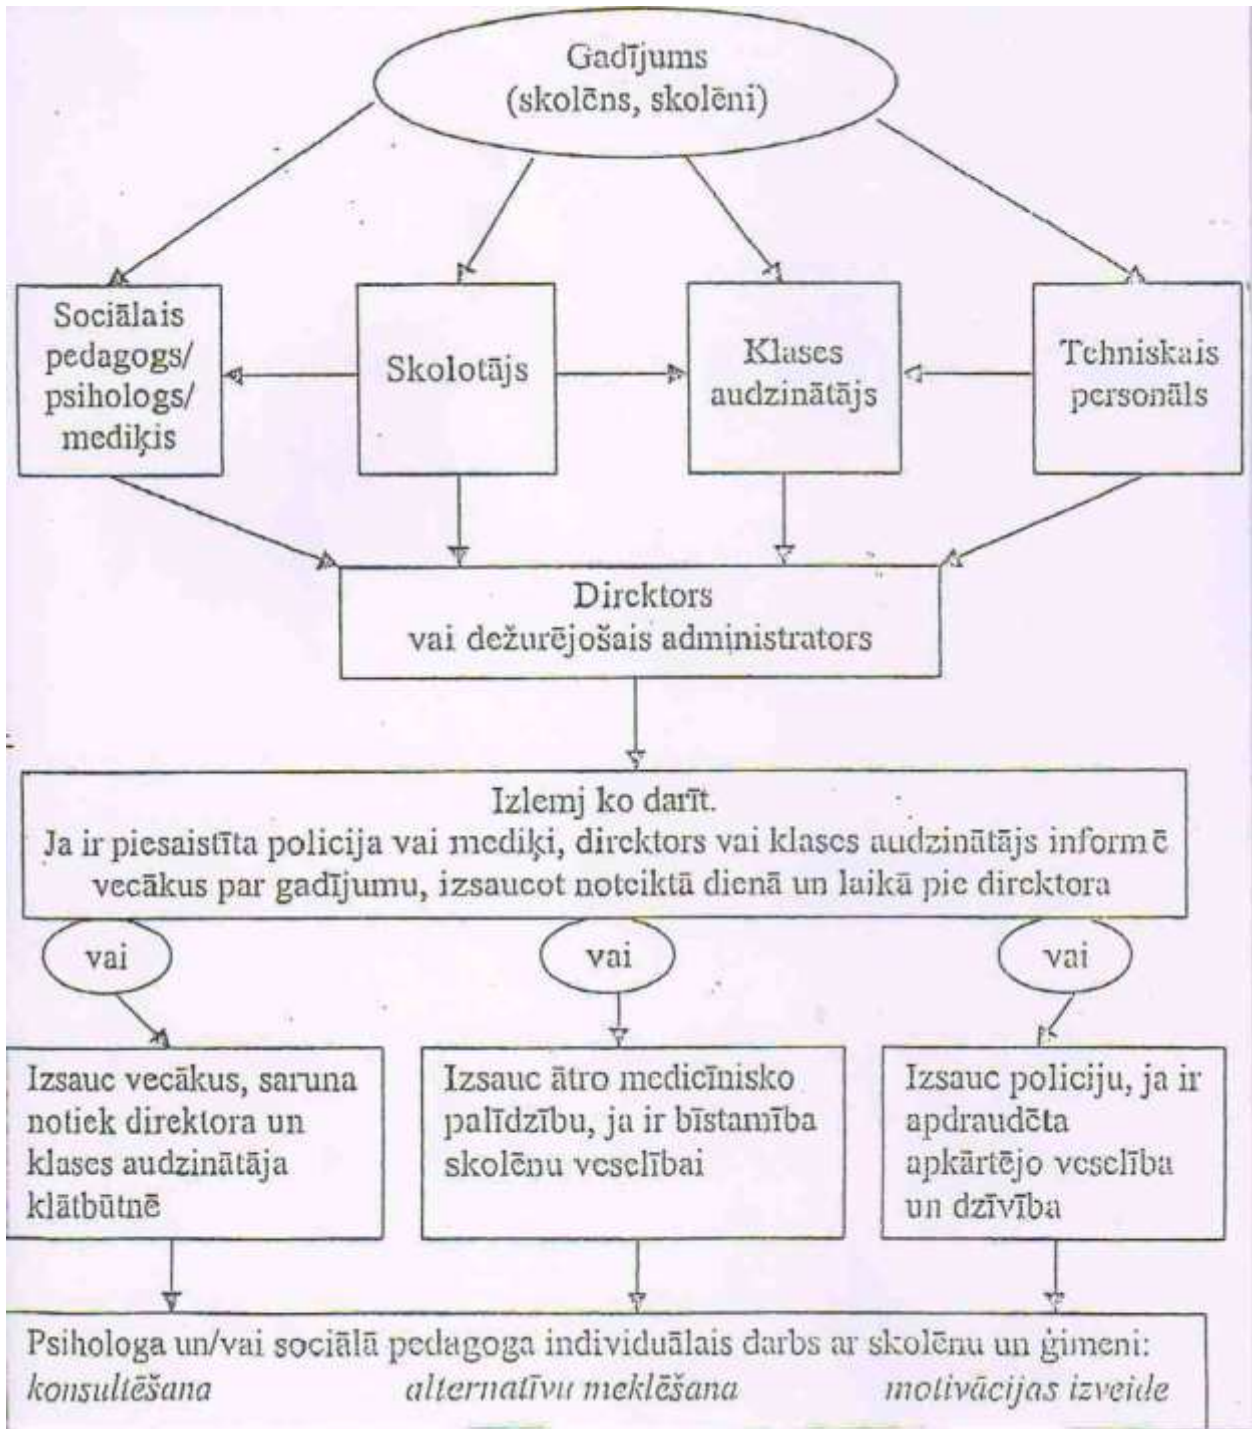 Gadījums
(skolēns, skolēni)
Sociālais
pedagogs/
psihologs/
mediķis
Skolotājs
Klases
audzinātājs
Tehniskais
personāls
Direktors
vai dežurējošais administrators
Izlemj ko darīt.
Ja ir piesaistīta policija vai mediķi, direktors vai klases audzinātājs informē
vecākus par gadījumu, izsaucot noteiktā dienā un laikā pie direktora
vai
vai
vai
Izsauc vecākus, saruna
notiek direktora un
klases audzinātāja
klātbūtnē
Izsauc ātro medicīnisko
palīdzību, ja ir bīstamība
skolēnu veselībai
Izsauc policiju, ja ir
apdraudēta
apkārtējo veselība
un dzīvība
Psihologa un/vai sociālā pedagoga individuālais darbs ar skolēnu un ģimeni:
konsultēšana alternatīvu meklēšana motivācijas izveide